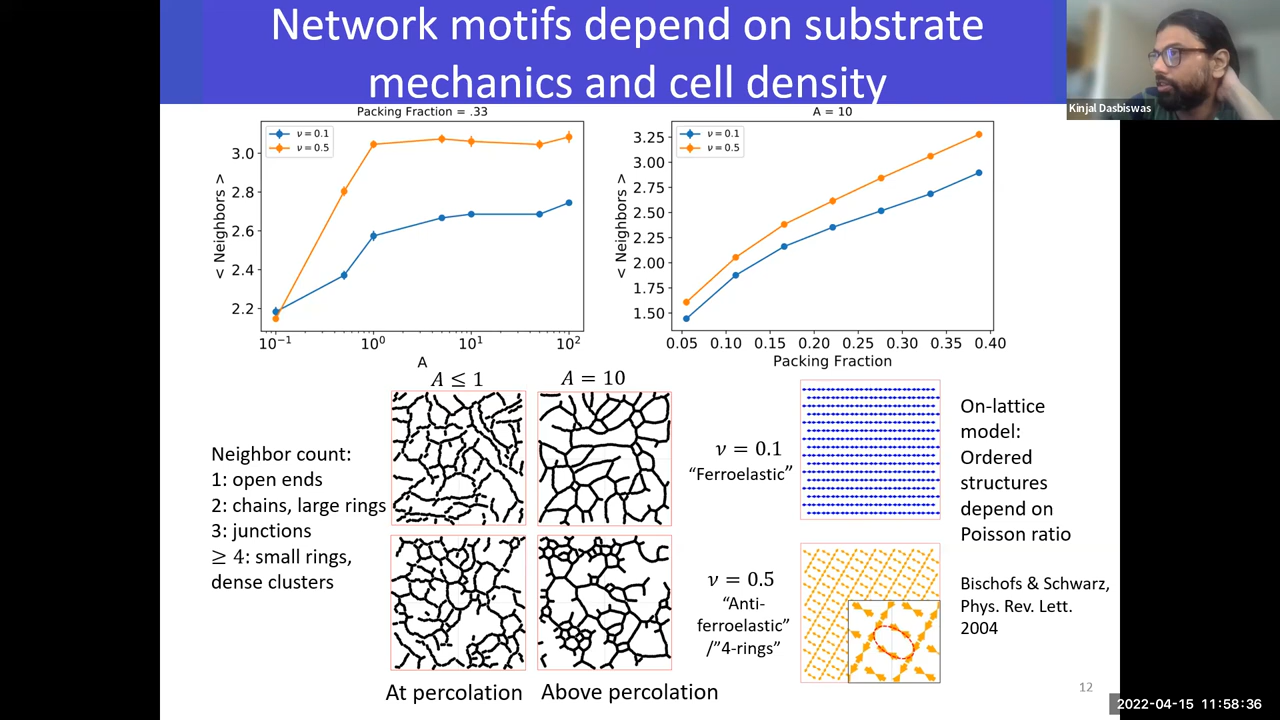 Network motifs depend on substrate
mechanics and cell density
Kinjal Dasbiswas
Packing Fraction = .33
ν = 0.1
ν = 0.5
3.0
2.8
2.6
2.4
2.2
< Neighbors >
10⁻¹ 10⁰ 10¹ 10²
A
A = 10
ν = 0.1
ν = 0.5
3.25
3.00
2.75
2.50
2.25
2.00
1.75
1.50
< Neighbors >
0.05 0.10 0.15 0.20 0.25 0.30 0.35 0.40
Packing Fraction
A ≤ 1
A = 10
Neighbor count:
1: open ends
2: chains, large rings
3: junctions
≥ 4: small rings,
dense clusters
At percolation
Above percolation
ν = 0.1
“Ferroelastic”
ν = 0.5
“Anti-
ferroelastic”
/”4-rings”
On-lattice
model:
Ordered
structures
depend on
Poisson ratio
Bischofs & Schwarz,
Phys. Rev. Lett.
2004
12
2022-04-15 11:58:36